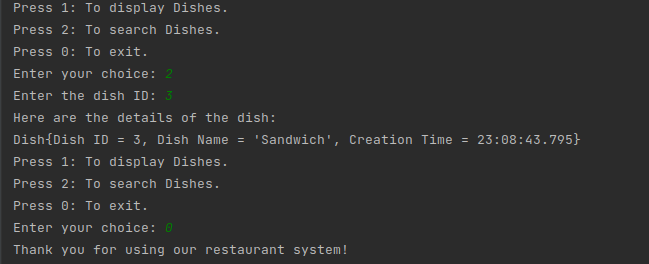 Press 1: To display Dishes.
Press 2: To search Dishes.
Press 0: To exit.
Enter your choice: 2
Enter the dish ID: 3
Here are the details of the dish:
Dish{Dish ID = 3, Dish Name = 'Sandwich', Creation Time = 23:08:43.795}
Press 1: To display Dishes.
Press 2: To search Dishes.
Press 0: To exit.
Enter your choice: 0
Thank you for using our restaurant system!